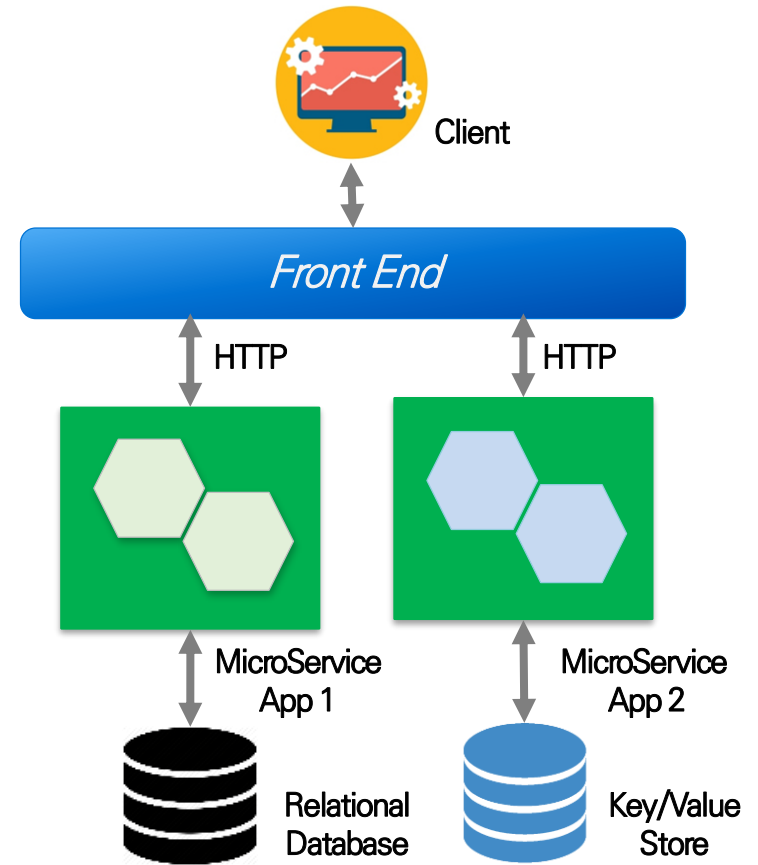 Client
Front End
HTTP
HTTP
MicroService
App 1
MicroService
App 2
Relational
Database
Key/Value
Store